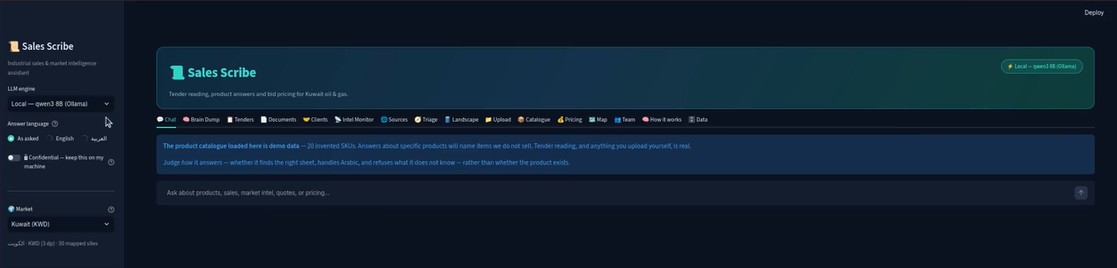 Deploy
Sales Scribe
Industrial sales & market intelligence
assistant
LLM engine
Local — qwen3 8B (Ollama)
Answer language
As asked
English
العربية
Confidential — keep this on my
machine
Market
Kuwait (KWD)
الكويت · KWD (3 dp) · 30 mapped sites
Sales Scribe
Tender reading, product answers and bid pricing for Kuwait oil & gas.
Local — qwen3 8B (Ollama)
Chat Brain Dump Tenders Documents Clients Intel Monitor Sources Triage Landscape Upload Catalogue Pricing Map Team How it works Data
The product catalogue loaded here is demo data — 20 invented SKUs. Answers about specific products will name items we do not sell. Tender reading, and anything you upload yourself, is real.
Judge how it answers — whether it finds the right sheet, handles Arabic, and refuses what it does not know — rather than whether the product exists.
Ask about products, sales, market intel, quotes, or pricing...